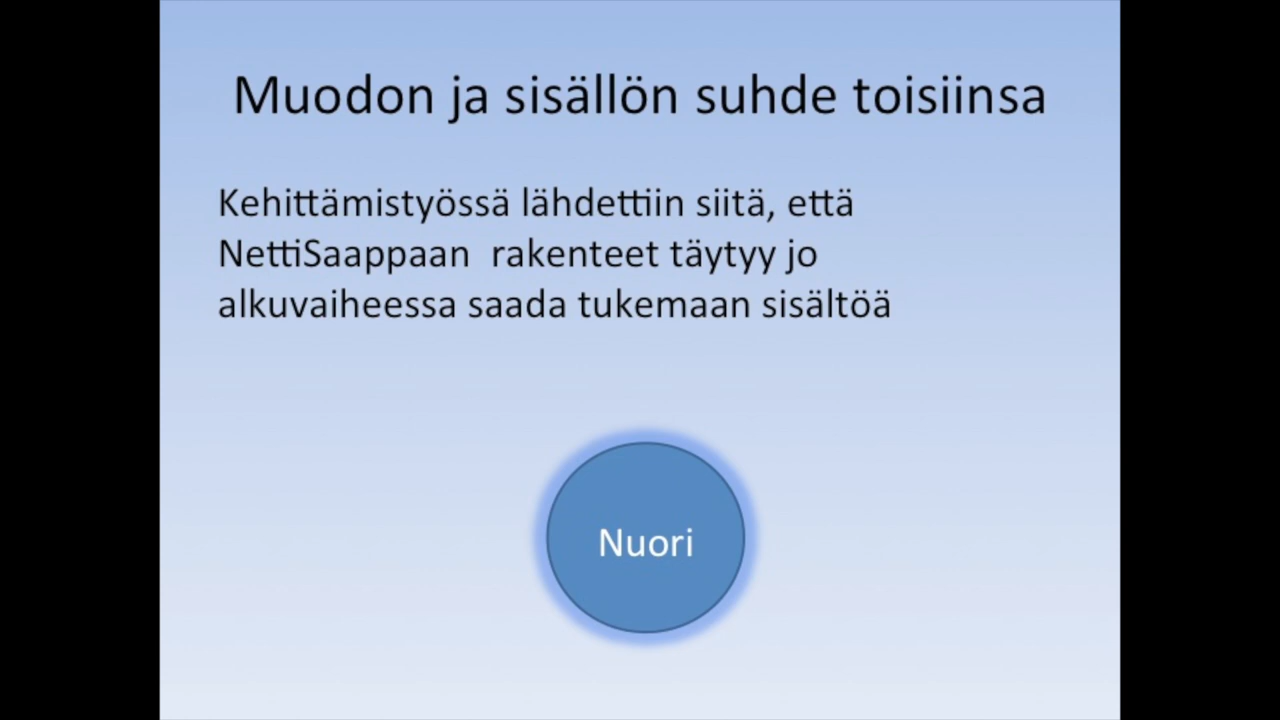 Muodon ja sisällön suhde toisiinsa
Kehittämistyössä lähdettiin siitä, että
NettiSaappaan rakenteet täytyy jo
alkuvaiheessa saada tukemaan sisältöä
Nuori